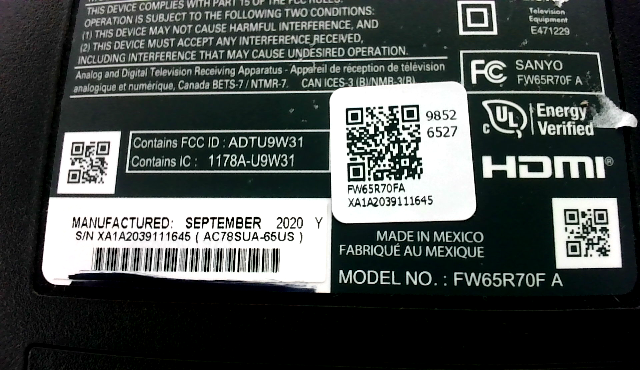 THIS DEVICE COMPLIES WITH PART 15 OF THE FCC RULES.
OPERATION IS SUBJECT TO THE FOLLOWING TWO CONDITIONS:
(1) THIS DEVICE MAY NOT CAUSE HARMFUL INTERFERENCE, AND
(2) THIS DEVICE MUST ACCEPT ANY INTERFERENCE RECEIVED,
INCLUDING INTERFERENCE THAT MAY CAUSE UNDESIRED OPERATION.
Analog and Digital Television Receiving Apparatus - Appareil de réception de télévision
analogique et numérique, Canada BETS-7 / NTMR-7. CAN ICES-3 (B)/NMB-3(B)
Television
Equipment
E471229
FC SANYO
FW65R70F A
c UL Energy
Verified
HDMI®
Contains FCC ID : ADTU9W31
Contains IC : 1178A-U9W31
9852
6527
FW65R70FA
XA1A2039111645
MANUFACTURED: SEPTEMBER 2020 Y
S/N XA1A2039111645 ( AC78SUA-65US )
MADE IN MEXICO
FABRIQUÉ AU MEXIQUE
MODEL NO. : FW65R70F A